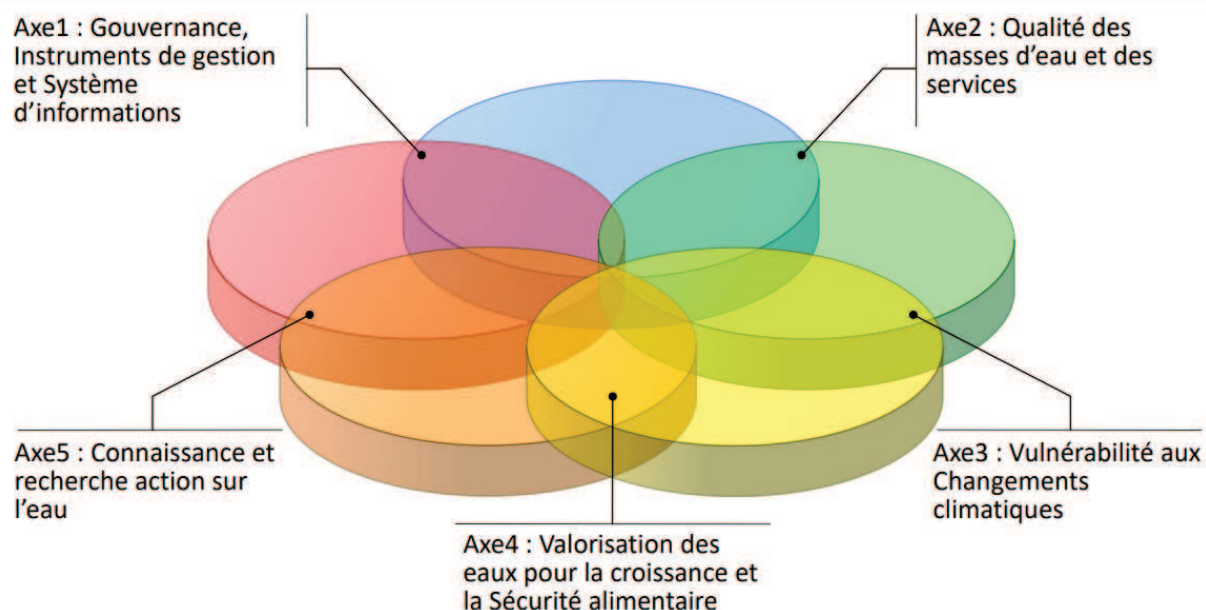 Axe1 : Gouvernance,
Instruments de gestion
et Système
d’informations
Axe2 : Qualité des
masses d’eau et des
services
Axe3 : Vulnérabilité aux
Changements
climatiques
Axe4 : Valorisation des
eaux pour la croissance et
la Sécurité alimentaire
Axe5 : Connaissance et
recherche action sur
l’eau